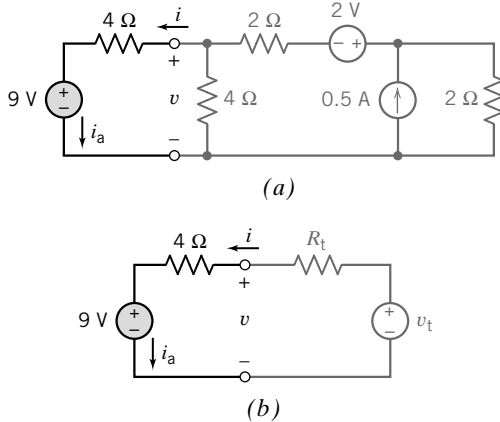 4 Ω i 2 Ω 2 V
+ − +
9 V + − v 4 Ω 0.5 A 2 Ω
i_a −
(a)
4 Ω i R_t
+
9 V + − v + − v_t
i_a −
(b)